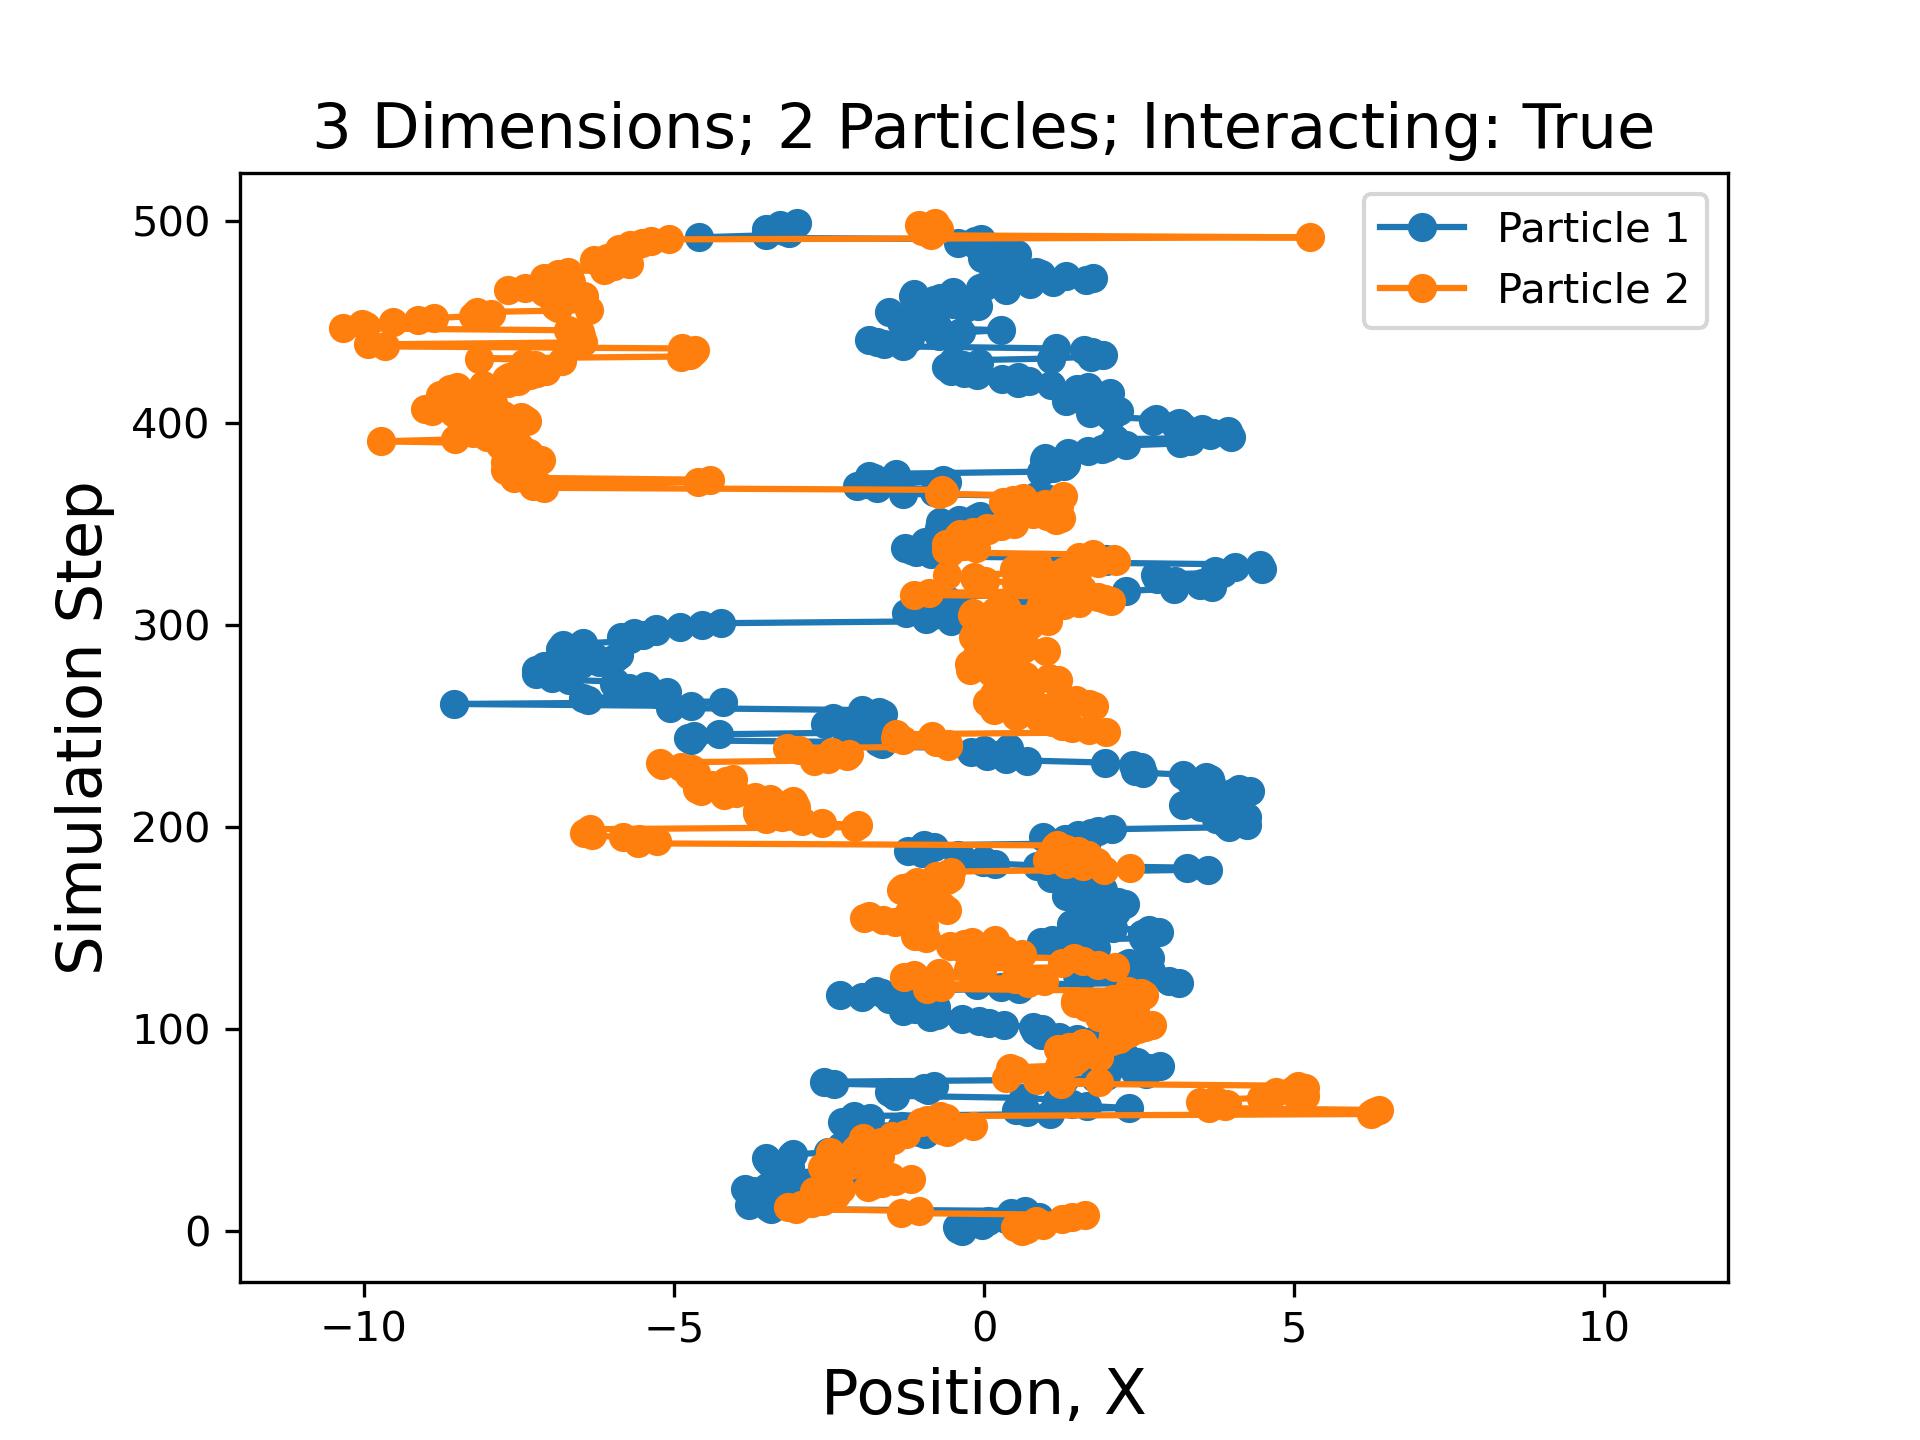 3 Dimensions; 2 Particles; Interacting: True
Particle 1
Particle 2
Simulation Step
500
400
300
200
100
0
−10
−5
0
5
10
Position, X